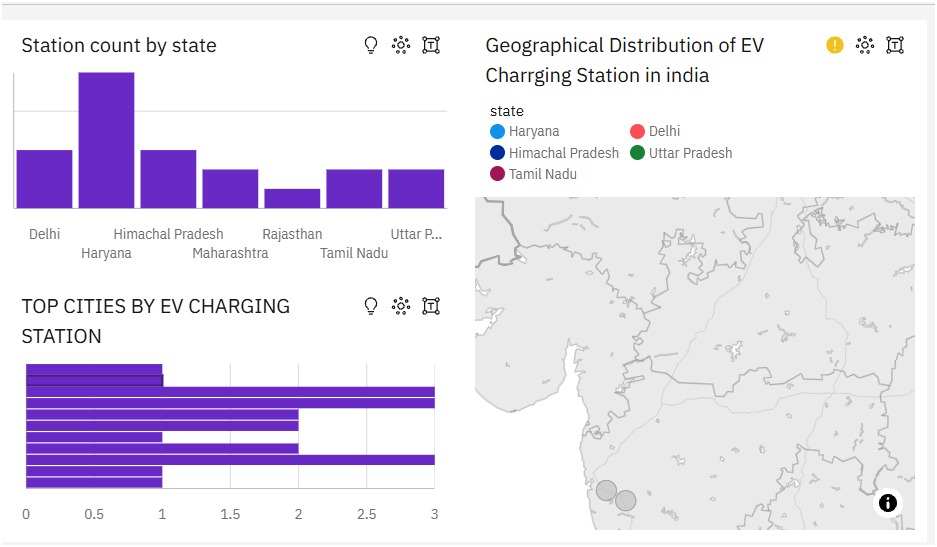 Station count by state
Delhi
Haryana
Himachal Pradesh
Maharashtra
Rajasthan
Tamil Nadu
Uttar P...
TOP CITIES BY EV CHARGING
STATION
0 0.5 1 1.5 2 2.5 3
Geographical Distribution of EV
Charrging Station in india
state
Haryana Delhi
Himachal Pradesh Uttar Pradesh
Tamil Nadu